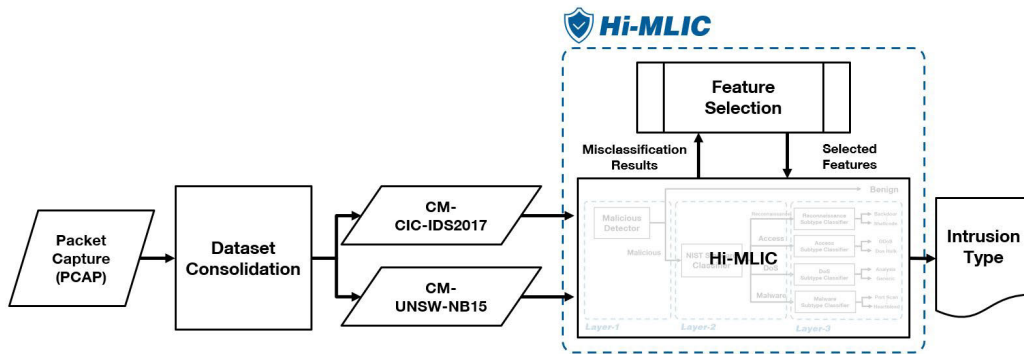 Hi-MLIC
Feature
Selection
Misclassification
Results
Selected
Features
Packet
Capture
(PCAP)
Dataset
Consolidation
CM-
CIC-IDS2017
CM-
UNSW-NB15
Benign
Malicious
Detector
Malicious
NIST
Classifier
Hi-MLIC
Reconnaissance
Access
DoS
Malware
Reconnaissance
Subtype Classifier
Access
Subtype Classifier
DoS
Subtype Classifier
Malware
Subtype Classifier
Layer-1
Layer-2
Layer-3
Intrusion
Type